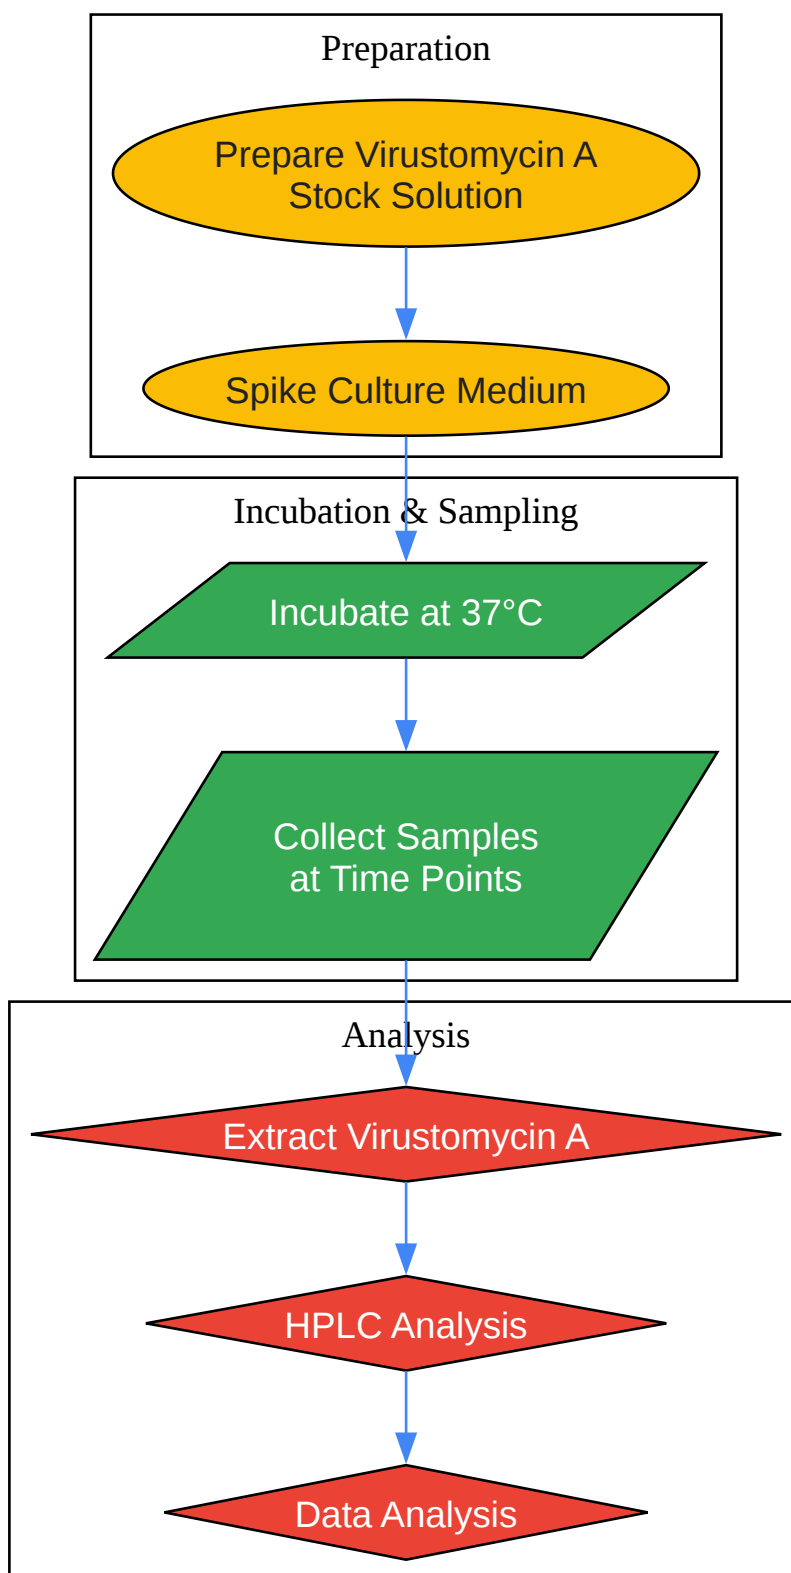 Preparation
Prepare Virustomycin A
Stock Solution
Spike Culture Medium
Incubation & Sampling
Incubate at 37°C
Collect Samples
at Time Points
Analysis
Extract Virustomycin A
HPLC Analysis
Data Analysis